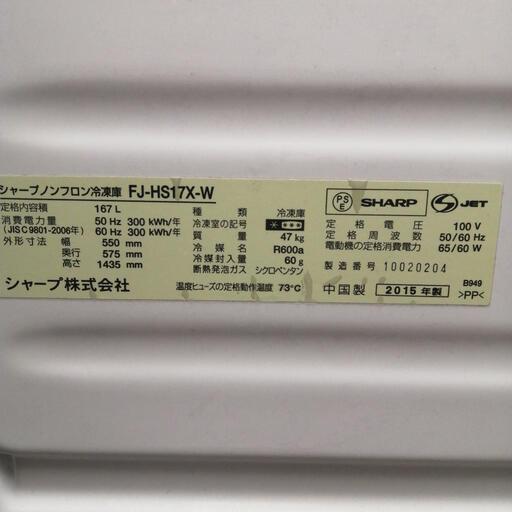 シャープノンフロン冷凍庫 FJ-HS17X-W
定格内容積 167 L
消費電力量 50 Hz 300 kWh/年
(JISC9801-2006年) 60 Hz 300 kWh/年
外形寸法 幅 550 mm
奥行 575 mm
高さ 1435 mm
シャープ株式会社
種類 冷凍庫
冷凍室の記号
質量 47 kg
冷媒名 R600a
冷媒封入量 60 g
断熱発泡ガス シクロペンタン
温度ヒューズの定格動作温度 73°C
PS E SHARP JET
定格電圧 100 V
定格周波数 50/60 Hz
電動機の定格消費電力 65/60 W
製造番号 10020204
中国製 2015年製
B949
>PP<